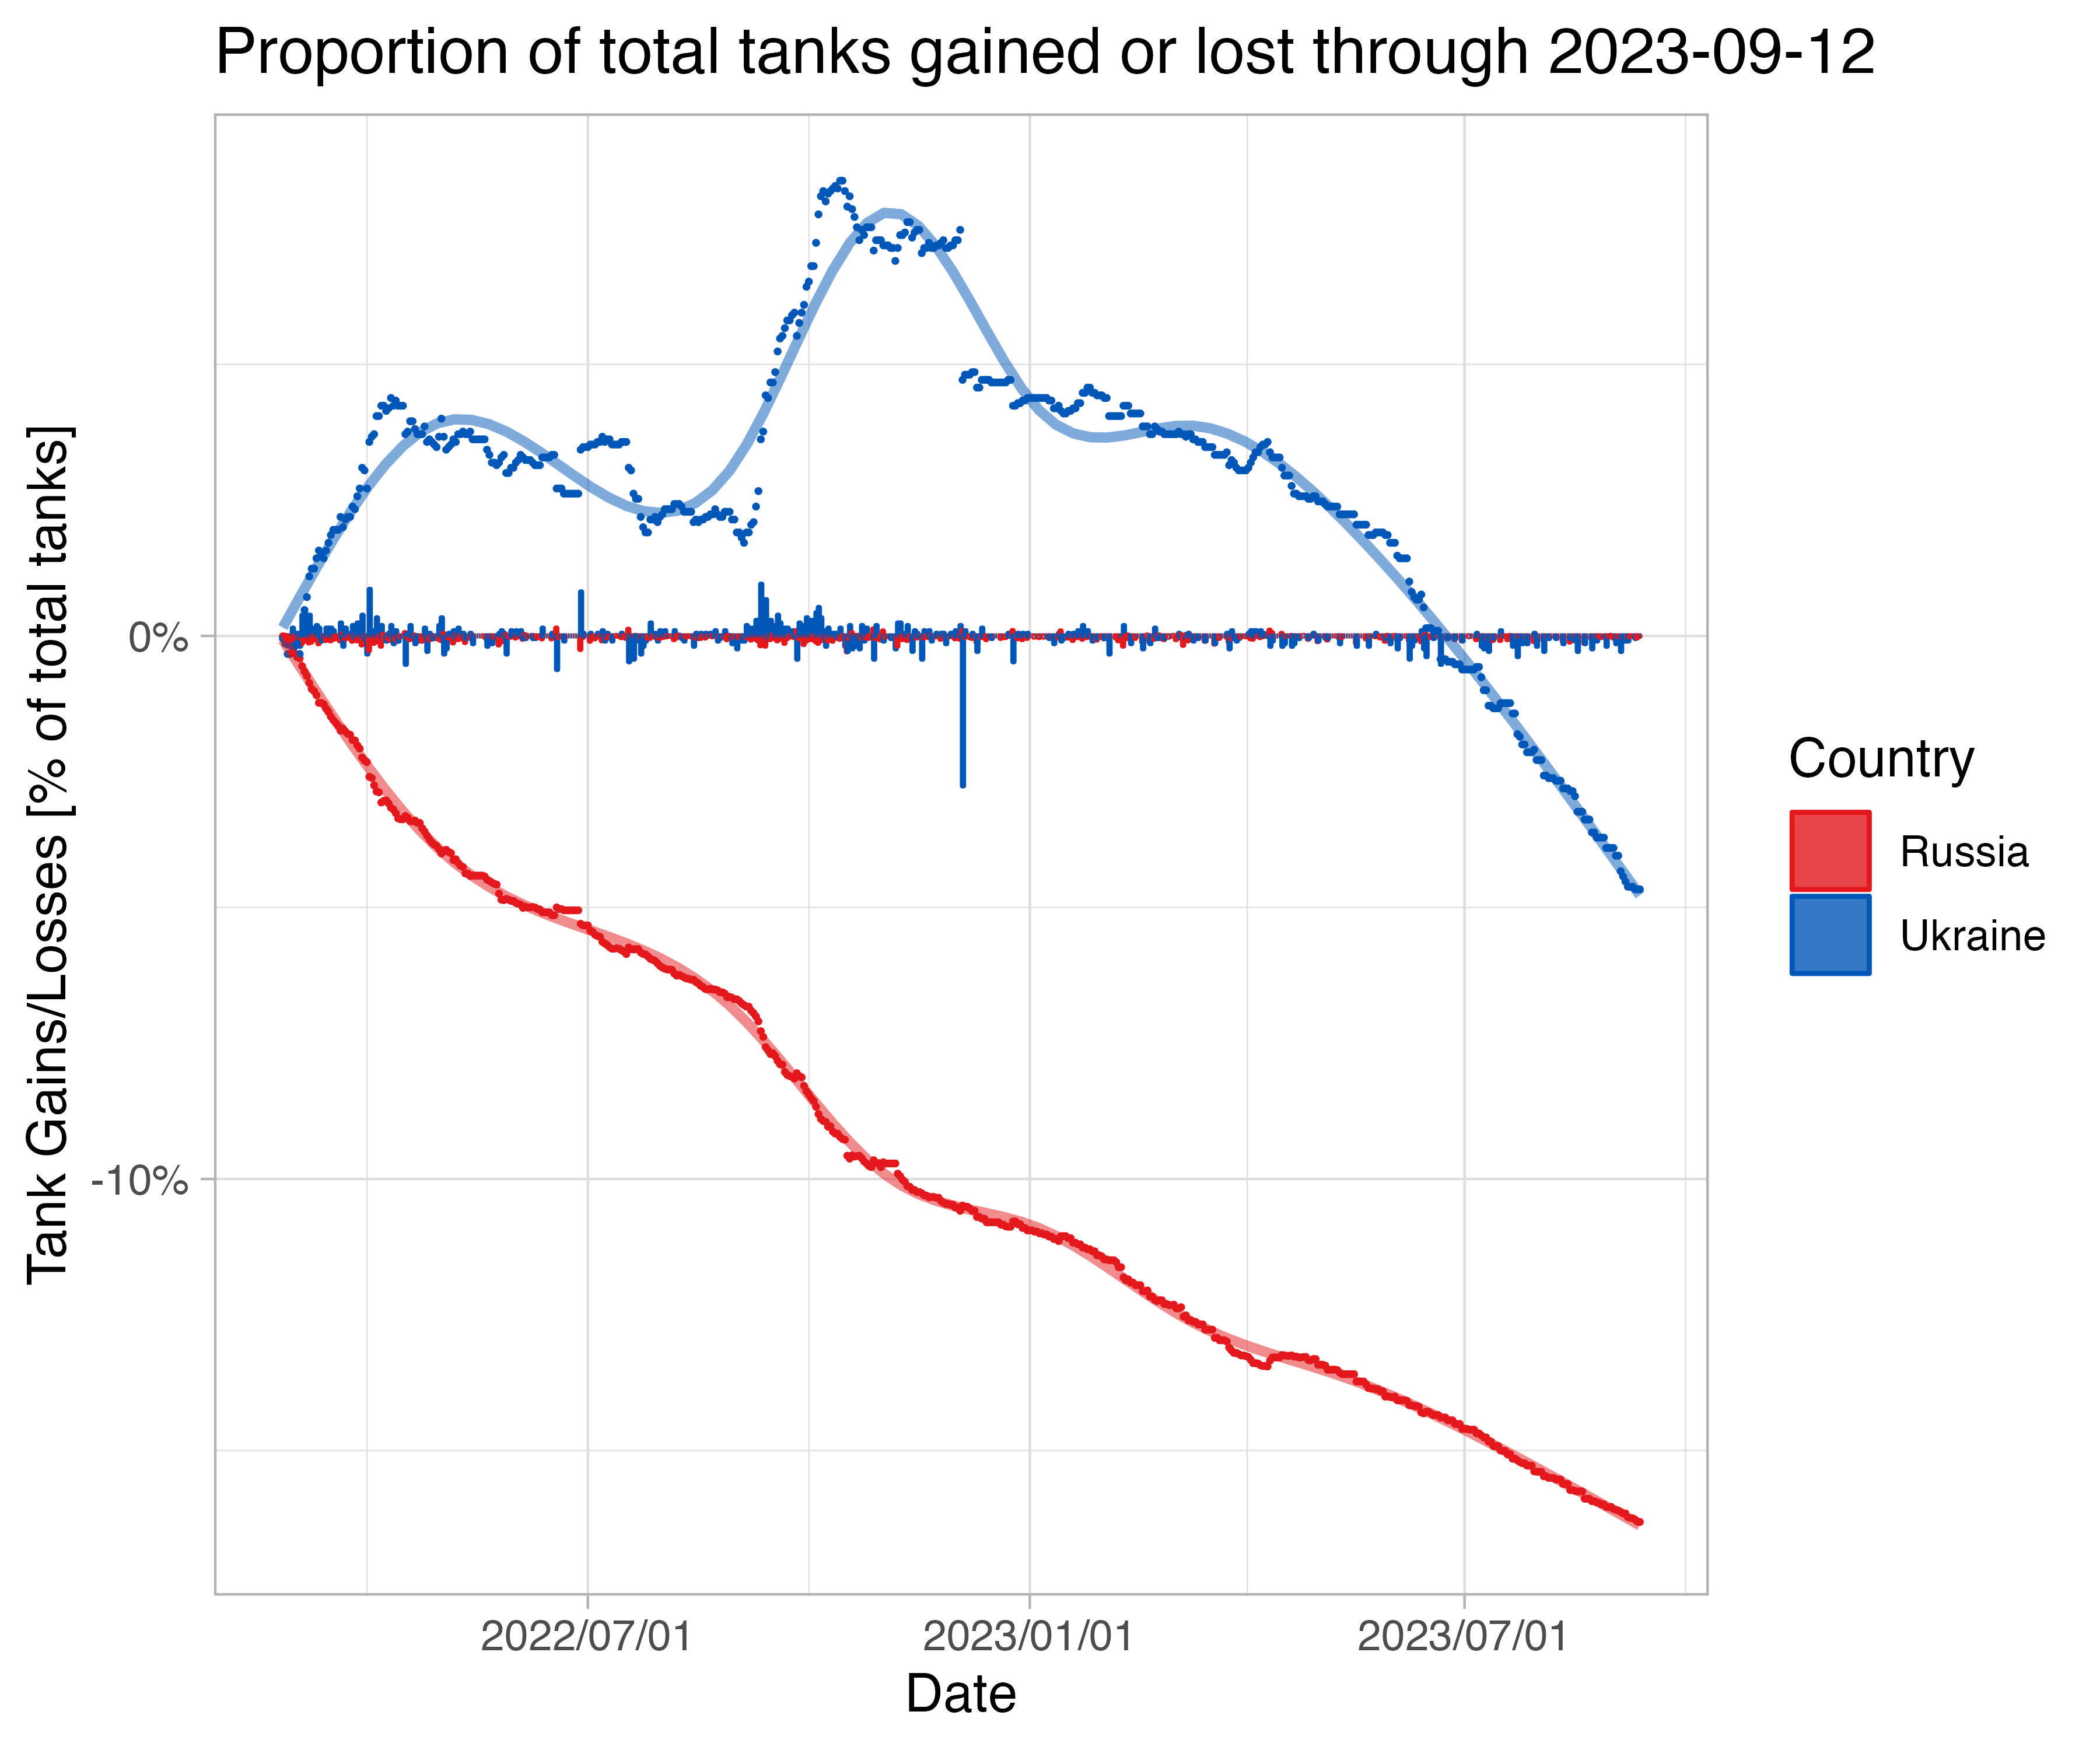 Proportion of total tanks gained or lost through 2023-09-12
Tank Gains/Losses [% of total tanks]
0%
-10%
2022/07/01
2023/01/01
2023/07/01
Date
Country
Russia
Ukraine